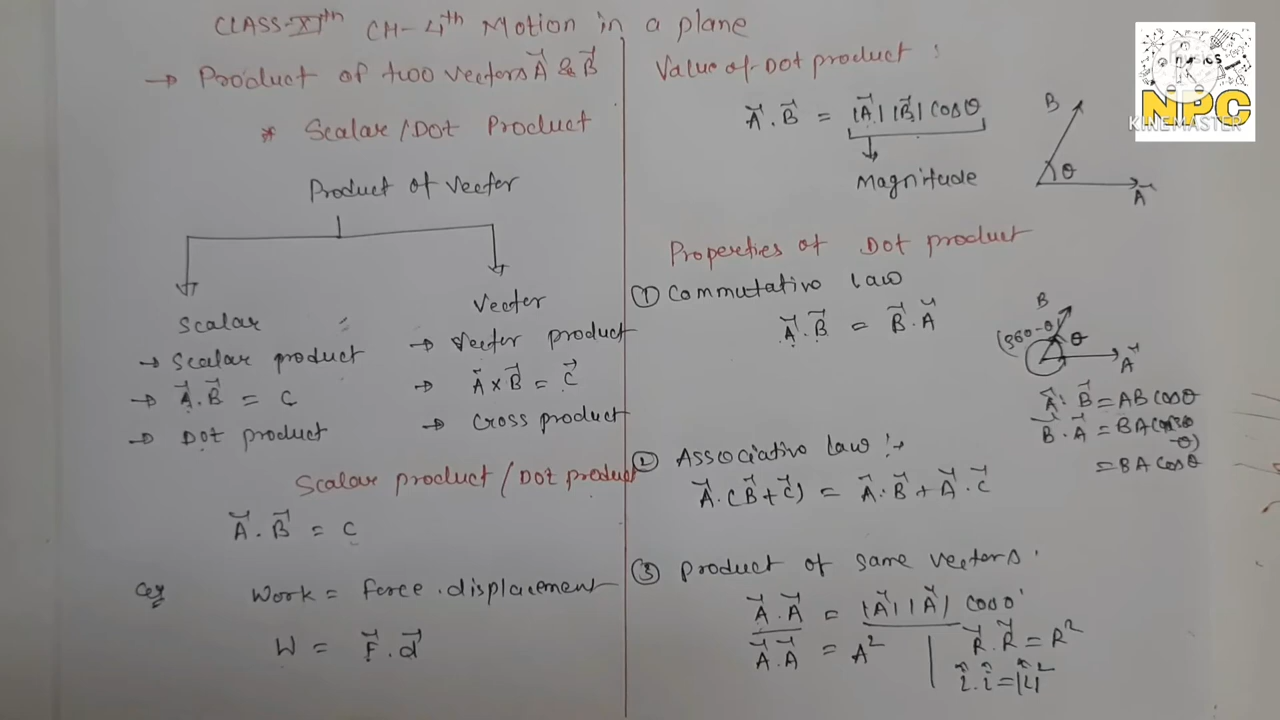 CLASS-XIth CH-4th Motion in a plane
→ Product of two vectors A⃗ & B⃗
* Scalar/Dot Product
Product of vector
Scalar
→ Scalar product
→ A⃗.B⃗ = C
→ Dot product
Vector
→ Vector product
→ A⃗×B⃗ = C⃗
→ Cross product
Scalar product/Dot product
A⃗.B⃗ = C
eg Work = force.displacement
W = F⃗.d⃗
Value of Dot product :
A⃗.B⃗ = |A⃗| |B⃗| cosθ
Magnitude
B
θ
A⃗
Properties of Dot product
① Commutative law
A⃗.B⃗ = B⃗.A⃗
B
(360-θ)
θ
A⃗
A⃗.B⃗ = AB cosθ
B⃗.A⃗ = BA cos(360
-θ)
= BA cosθ
② Associative law :→
A⃗.(B⃗+C⃗) = A⃗.B⃗ + A⃗.C⃗
③ product of same vectors.
A⃗.A⃗ = |A⃗| |A⃗| cos0°
A⃗.A⃗ = A²
R⃗.R⃗ = R²
î.î =
Physics
NPC
KINEMASTER